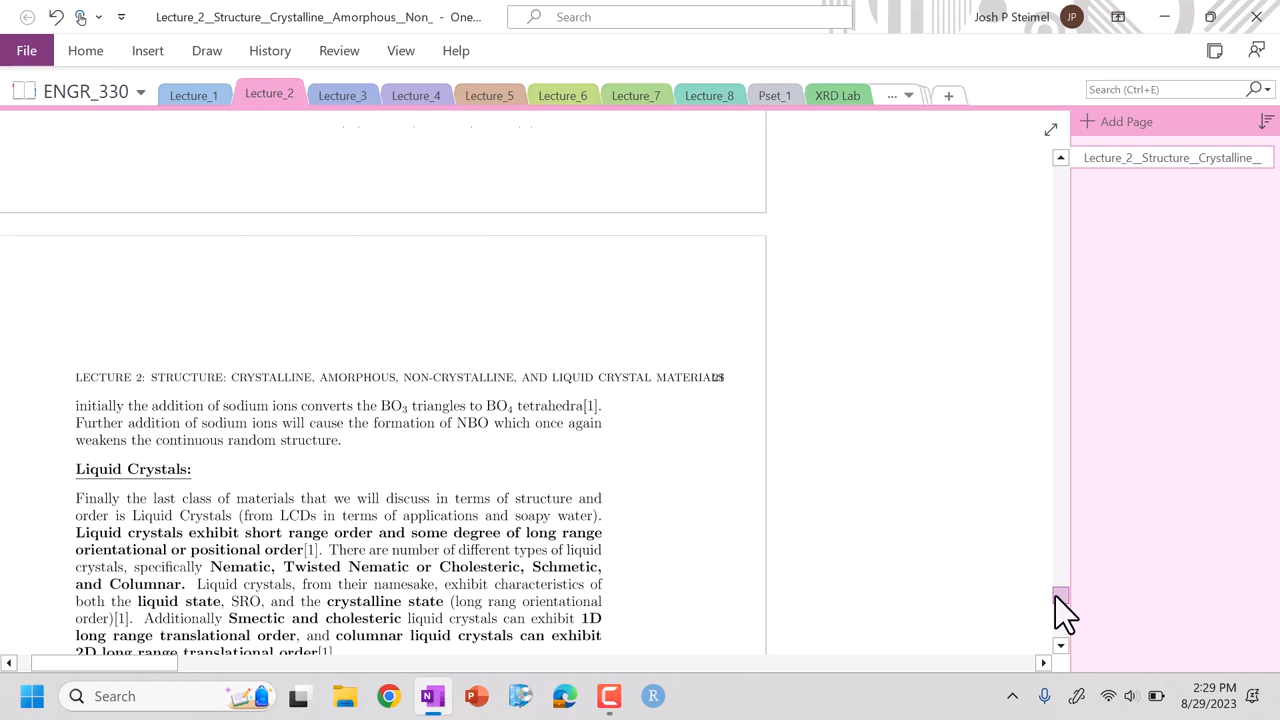 Lecture_2__Structure__Crystalline__Amorphous__Non_ - One...
Search
Josh P Steimel
JP
File
Home
Insert
Draw
History
Review
View
Help
ENGR_330
Lecture_1
Lecture_2
Lecture_3
Lecture_4
Lecture_5
Lecture_6
Lecture_7
Lecture_8
Pset_1
XRD Lab
...
Search (Ctrl+E)
Add Page
Lecture_2__Structure__Crystalline__
LECTURE 2: STRUCTURE: CRYSTALLINE, AMORPHOUS, NON-CRYSTALLINE, AND LIQUID CRYSTAL MATERIALS
initially the addition of sodium ions converts the BO₃ triangles to BO₄ tetrahedra[1].
Further addition of sodium ions will cause the formation of NBO which once again
weakens the continuous random structure.
Liquid Crystals:
Finally the last class of materials that we will discuss in terms of structure and
order is Liquid Crystals (from LCDs in terms of applications and soapy water).
Liquid crystals exhibit short range order and some degree of long range
orientational or positional order[1]. There are number of different types of liquid
crystals, specifically Nematic, Twisted Nematic or Cholesteric, Schmetic,
and Columnar. Liquid crystals, from their namesake, exhibit characteristics of
both the liquid state, SRO, and the crystalline state (long rang orientational
order)[1]. Additionally Smectic and cholesteric liquid crystals can exhibit 1D
long range translational order, and columnar liquid crystals can exhibit
2D long range translational order[1]
Search
2:29 PM
8/29/2023